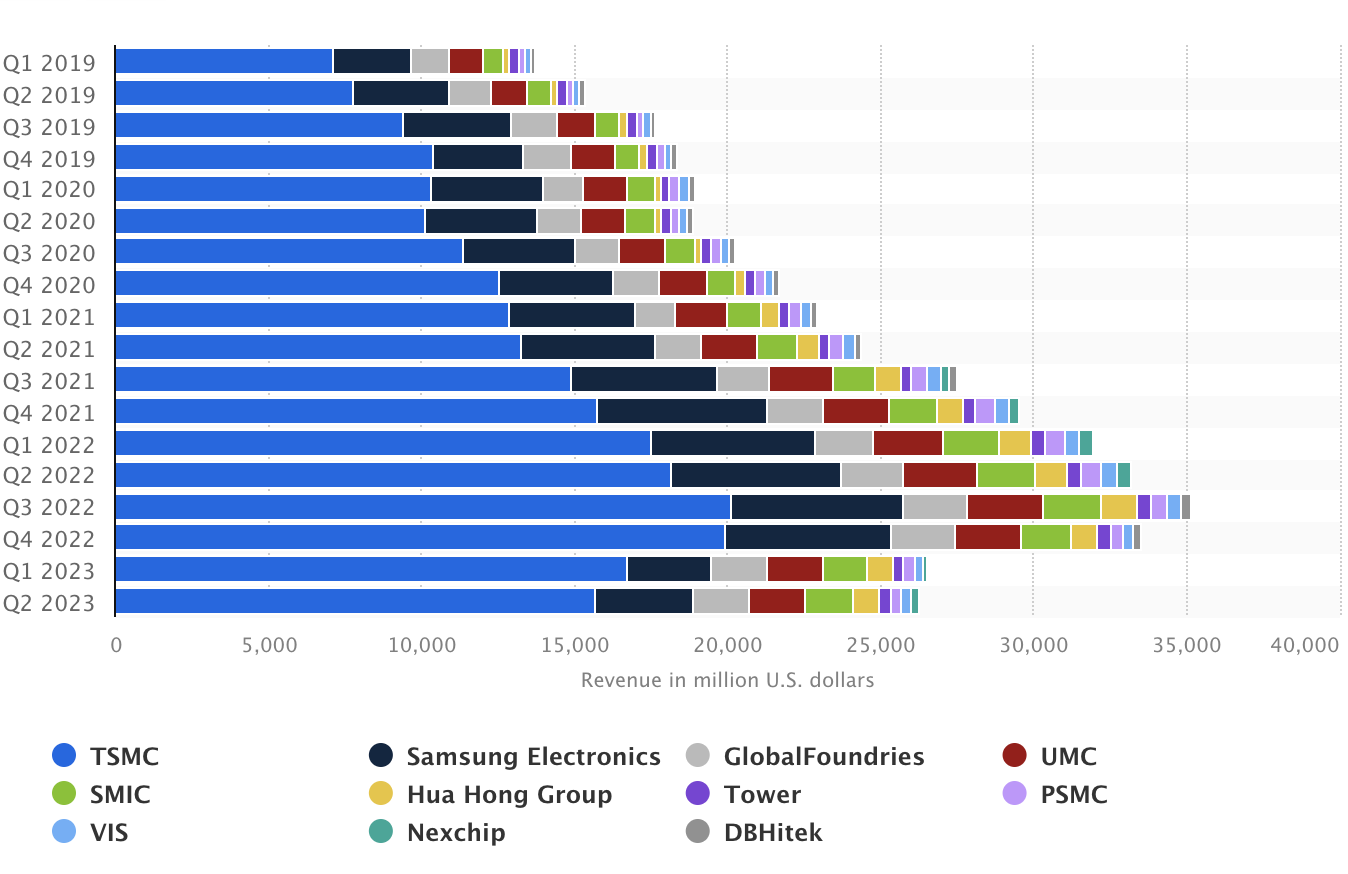 Q1 2019
Q2 2019
Q3 2019
Q4 2019
Q1 2020
Q2 2020
Q3 2020
Q4 2020
Q1 2021
Q2 2021
Q3 2021
Q4 2021
Q1 2022
Q2 2022
Q3 2022
Q4 2022
Q1 2023
Q2 2023
0 5,000 10,000 15,000 20,000 25,000 30,000 35,000 40,000
Revenue in million U.S. dollars
TSMC Samsung Electronics GlobalFoundries UMC
SMIC Hua Hong Group Tower PSMC
VIS Nexchip DBHitek